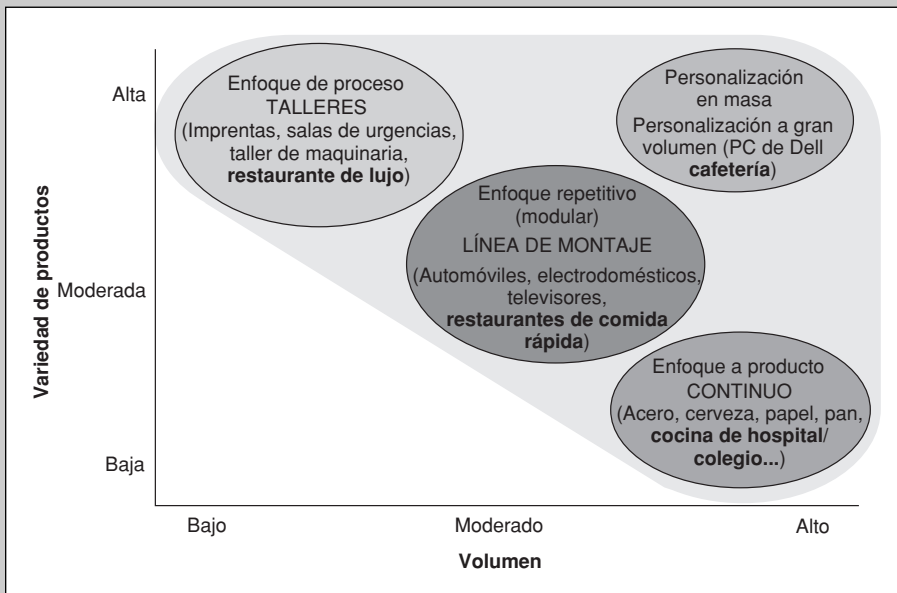 Alta
Enfoque de proceso
TALLERES
(Imprentas, salas de urgencias,
taller de maquinaria,
restaurante de lujo)
Personalización
en masa
Personalización a gran
volumen (PC de Dell
cafetería)
Variedad de productos
Moderada
Enfoque repetitivo
(modular)
LÍNEA DE MONTAJE
(Automóviles, electrodomésticos,
televisores,
restaurantes de comida
rápida)
Enfoque a producto
CONTINUO
(Acero, cerveza, papel, pan,
cocina de hospital/
colegio...)
Baja
Bajo
Moderado
Alto
Volumen